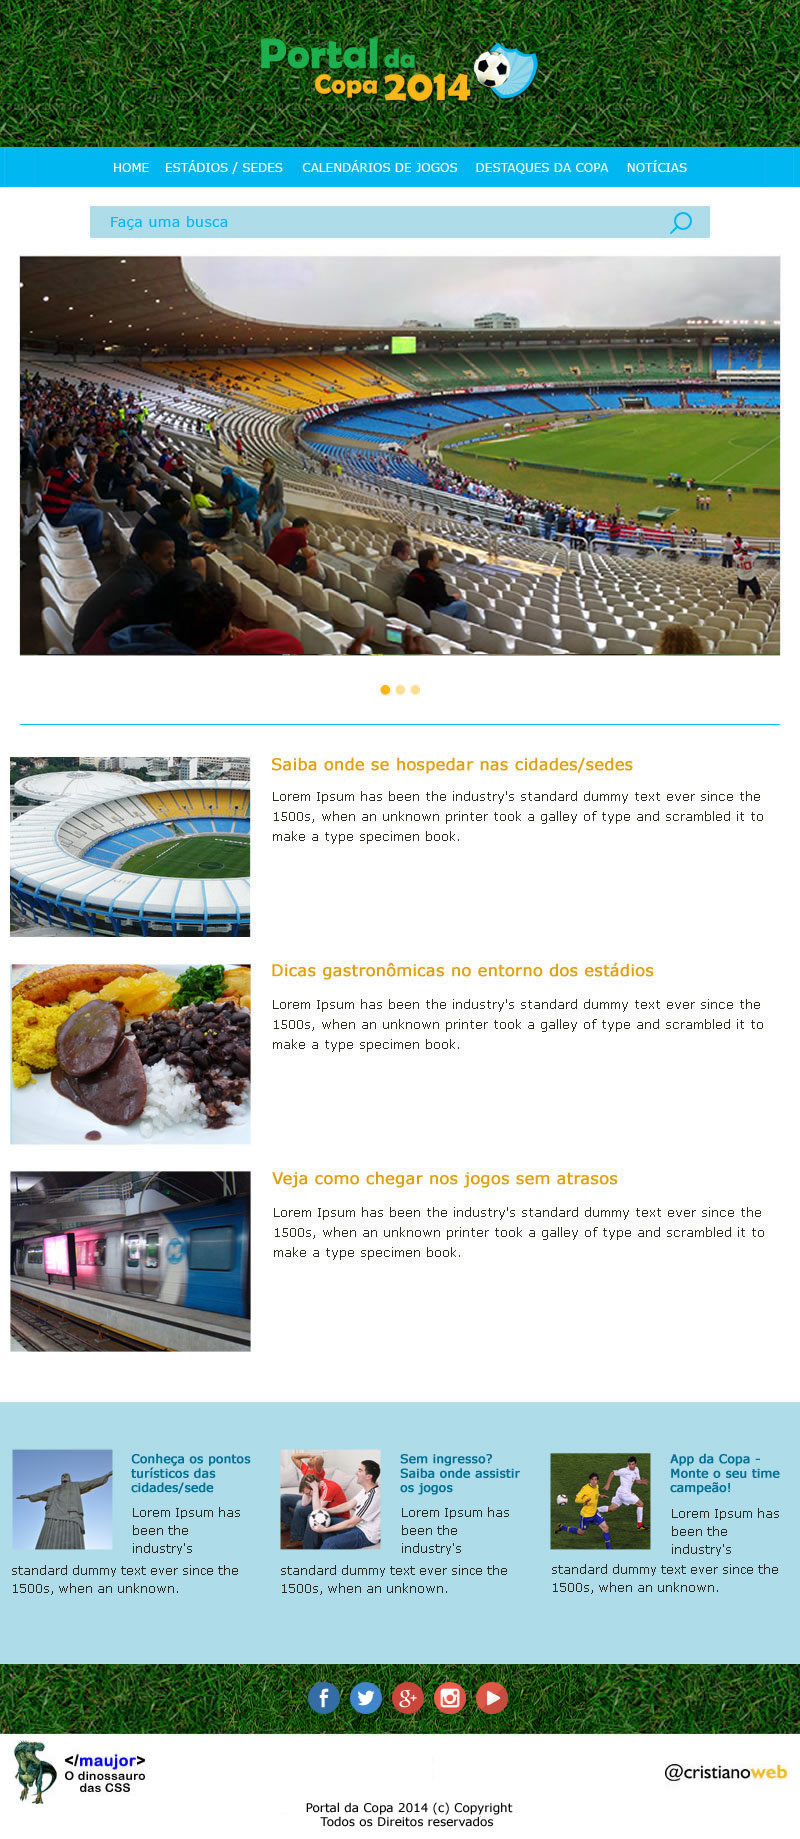 Portal da
Copa 2014
HOME ESTÁDIOS / SEDES CALENDÁRIOS DE JOGOS DESTAQUES DA COPA NOTÍCIAS
Faça uma busca
Saiba onde se hospedar nas cidades/sedes
Lorem Ipsum has been the industry's standard dummy text ever since the
1500s, when an unknown printer took a galley of type and scrambled it to
make a type specimen book.
Dicas gastronômicas no entorno dos estádios
Lorem Ipsum has been the industry's standard dummy text ever since the
1500s, when an unknown printer took a galley of type and scrambled it to
make a type specimen book.
Veja como chegar nos jogos sem atrasos
Lorem Ipsum has been the industry's standard dummy text ever since the
1500s, when an unknown printer took a galley of type and scrambled it to
make a type specimen book.
Conheça os pontos
turísticos das
cidades/sede
Lorem Ipsum has
been the
industry's
standard dummy text ever since the
1500s, when an unknown.
Sem ingresso?
Saiba onde assistir
os jogos
Lorem Ipsum has
been the
industry's
standard dummy text ever since the
1500s, when an unknown.
App da Copa -
Monte o seu time
campeão!
Lorem Ipsum has
been the
industry's
standard dummy text ever since the
1500s, when an unknown.
f g+
</maujor>
O dinossauro
das CSS
@cristianoweb
Portal da Copa 2014 (c) Copyright
Todos os Direitos reservados